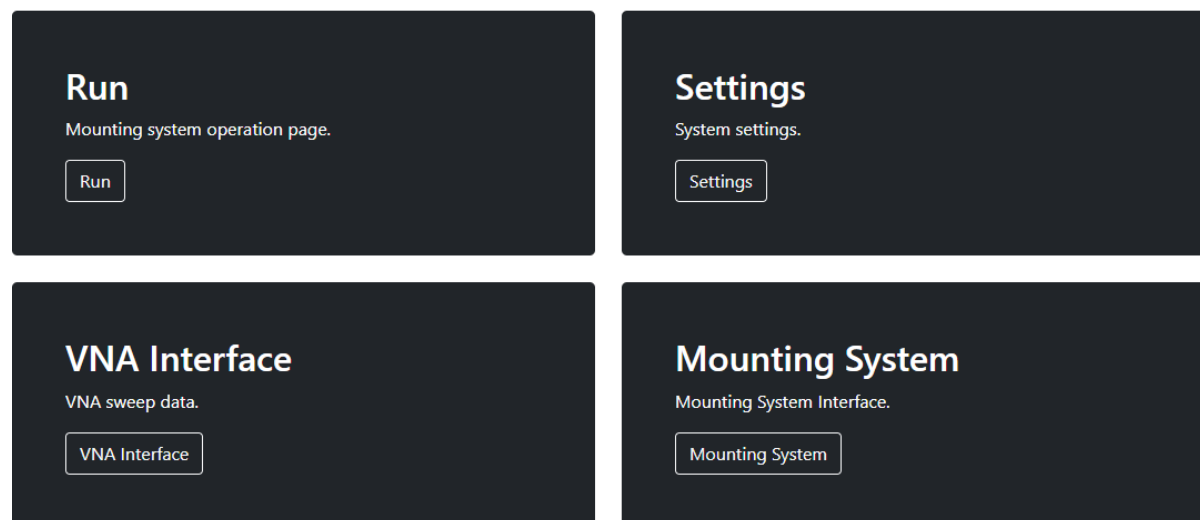 Run
Mounting system operation page.
Run
Settings
System settings.
Settings
VNA Interface
VNA sweep data.
VNA Interface
Mounting System
Mounting System Interface.
Mounting System